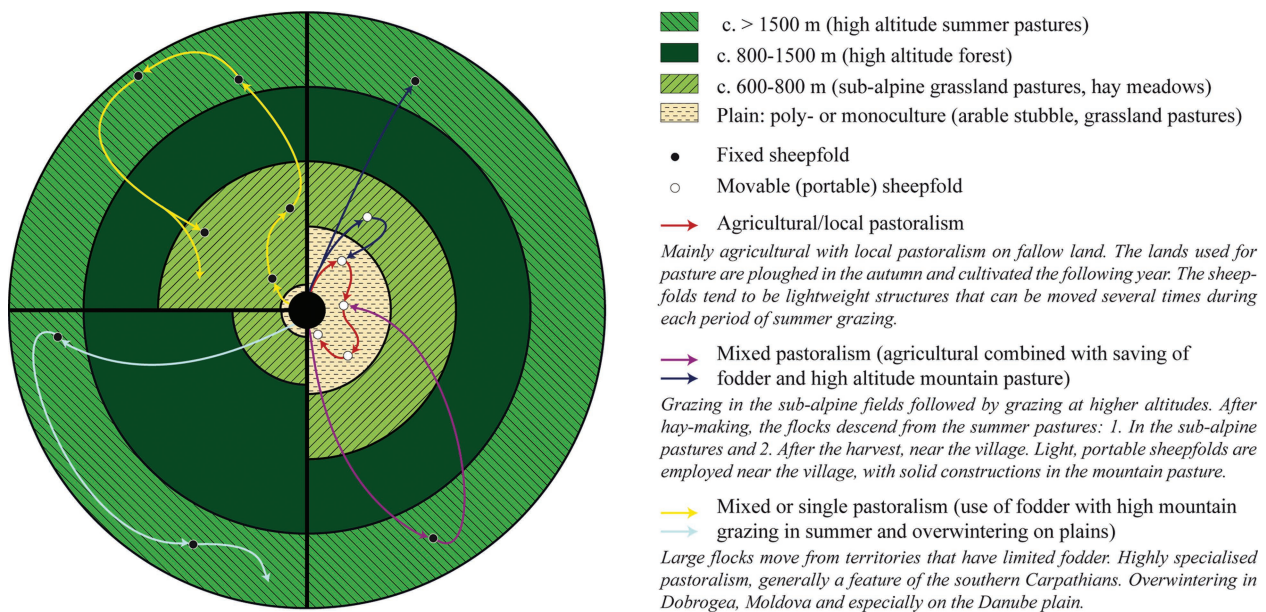 c. > 1500 m (high altitude summer pastures)
c. 800-1500 m (high altitude forest)
c. 600-800 m (sub-alpine grassland pastures, hay meadows)
Plain: poly- or monoculture (arable stubble, grassland pastures)
Fixed sheepfold
Movable (portable) sheepfold
Agricultural/local pastoralism
Mainly agricultural with local pastoralism on fallow land. The lands used for
pasture are ploughed in the autumn and cultivated the following year. The sheep-
folds tend to be lightweight structures that can be moved several times during
each period of summer grazing.
Mixed pastoralism (agricultural combined with saving of
fodder and high altitude mountain pasture)
Grazing in the sub-alpine fields followed by grazing at higher altitudes. After
hay-making, the flocks descend from the summer pastures: 1. In the sub-alpine
pastures and 2. After the harvest, near the village. Light, portable sheepfolds are
employed near the village, with solid constructions in the mountain pasture.
Mixed or single pastoralism (use of fodder with high mountain
grazing in summer and overwintering on plains)
Large flocks move from territories that have limited fodder. Highly specialised
pastoralism, generally a feature of the southern Carpathians. Overwintering in
Dobrogea, Moldova and especially on the Danube plain.